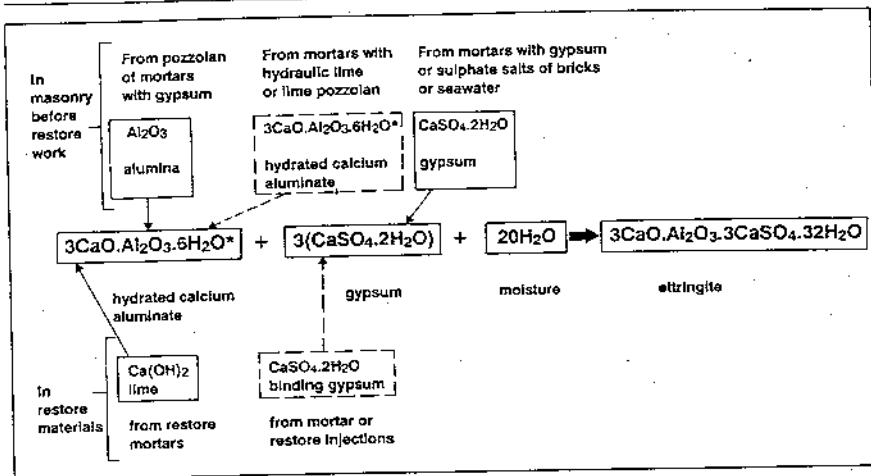 In
masonry
before
restore
work
From pozzolan
of mortars
with gypsum
Al₂O₃
alumina
From mortars with
hydraulic lime
or lime pozzolan
3CaO.Al₂O₃.6H₂O*
hydrated calcium
aluminate
From mortars with gypsum
or sulphate salts of bricks
or seawater
CaSO₄.2H₂O
gypsum
3CaO.Al₂O₃.6H₂O* + 3(CaSO₄.2H₂O) + 20H₂O → 3CaO.Al₂O₃.3CaSO₄.32H₂O
hydrated calcium
aluminate
gypsum
moisture
ettringite
In
restore
materials
Ca(OH)₂
lime
from restore
mortars
CaSO₄.2H₂O
binding gypsum
from mortar or
restore injections